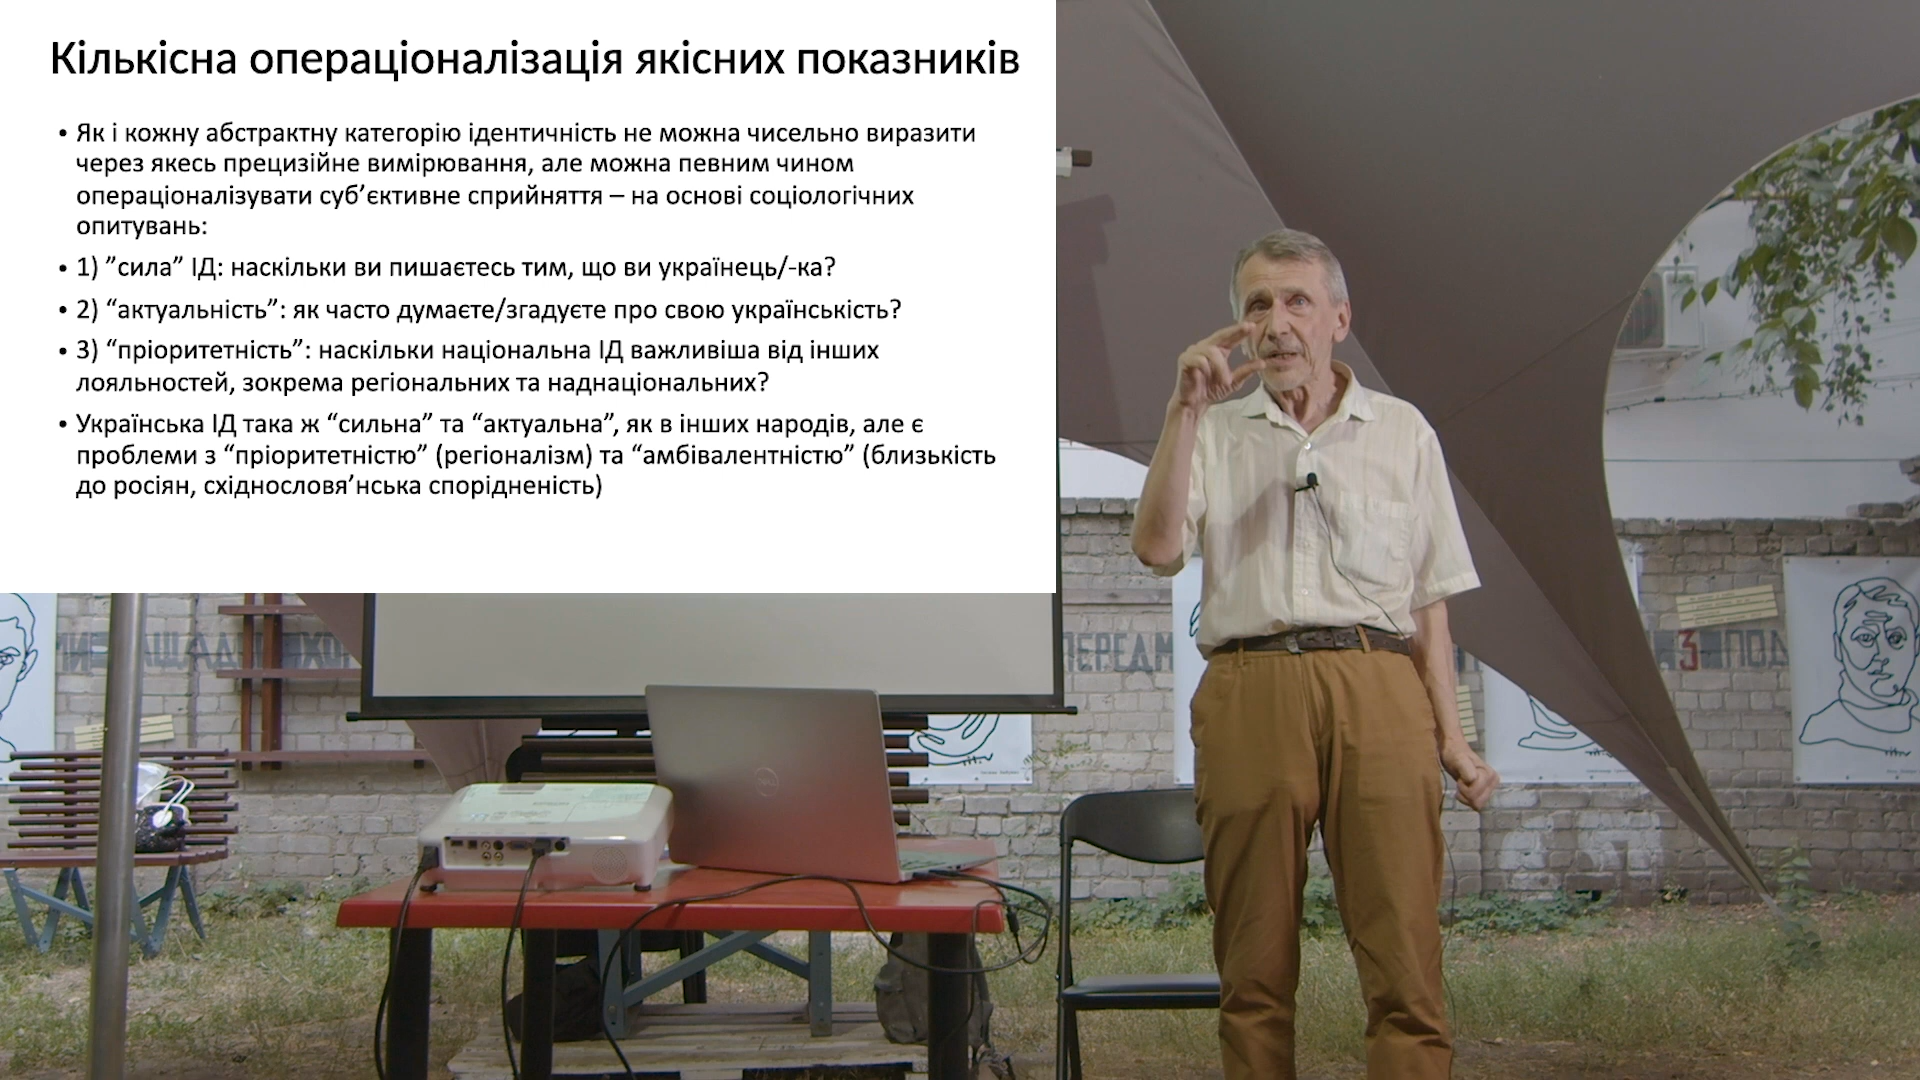 Кількісна операціоналізація якісних показників
• Як і кожну абстрактну категорію ідентичність не можна чисельно виразити
через якесь прецизійне вимірювання, але можна певним чином
операціоналізувати суб’єктивне сприйняття – на основі соціологічних
опитувань:
• 1) ”сила” ІД: наскільки ви пишаєтесь тим, що ви українець/-ка?
• 2) “актуальність”: як часто думаєте/згадуєте про свою українськість?
• 3) “пріоритетність”: наскільки національна ІД важливіша від інших
лояльностей, зокрема регіональних та наднаціональних?
• Українська ІД така ж “сильна” та “актуальна”, як в інших народів, але є
проблеми з “пріоритетністю” (регіоналізм) та “амбівалентністю” (близькість
до росіян, східнословя’нська спорідненість)
ПЕРЕДМ
З ПОД